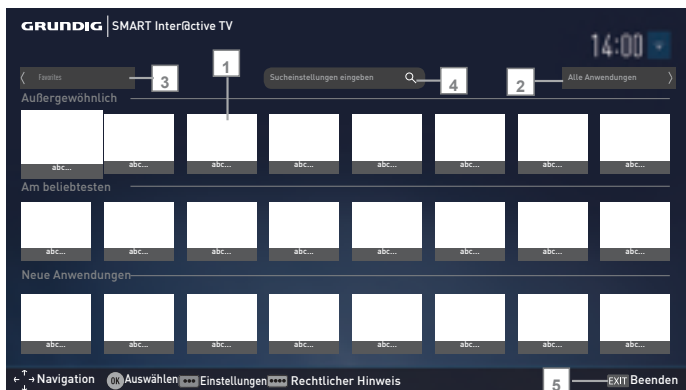 GRUNDIG SMART Inter@ctive TV
14:00
Favorites
3
1
Sucheinstellungen eingeben
4
2
Alle Anwendungen
Außergewöhnlich
abc... abc... abc... abc... abc... abc... abc... abc...
Am beliebtesten
abc... abc... abc... abc... abc... abc... abc... abc...
Neue Anwendungen
abc... abc... abc... abc... abc... abc... abc... abc...
Navigation OK Auswählen Einstellungen Rechtlicher Hinweis 5 EXIT Beenden